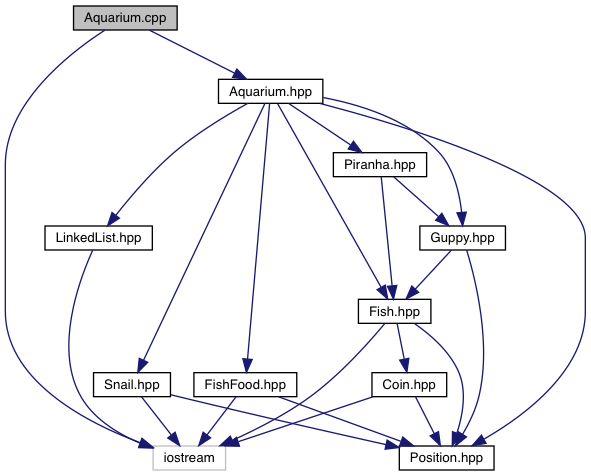 Aquarium.cpp
Aquarium.hpp
Piranha.hpp
LinkedList.hpp
Guppy.hpp
Fish.hpp
Snail.hpp
FishFood.hpp
Coin.hpp
iostream
Position.hpp